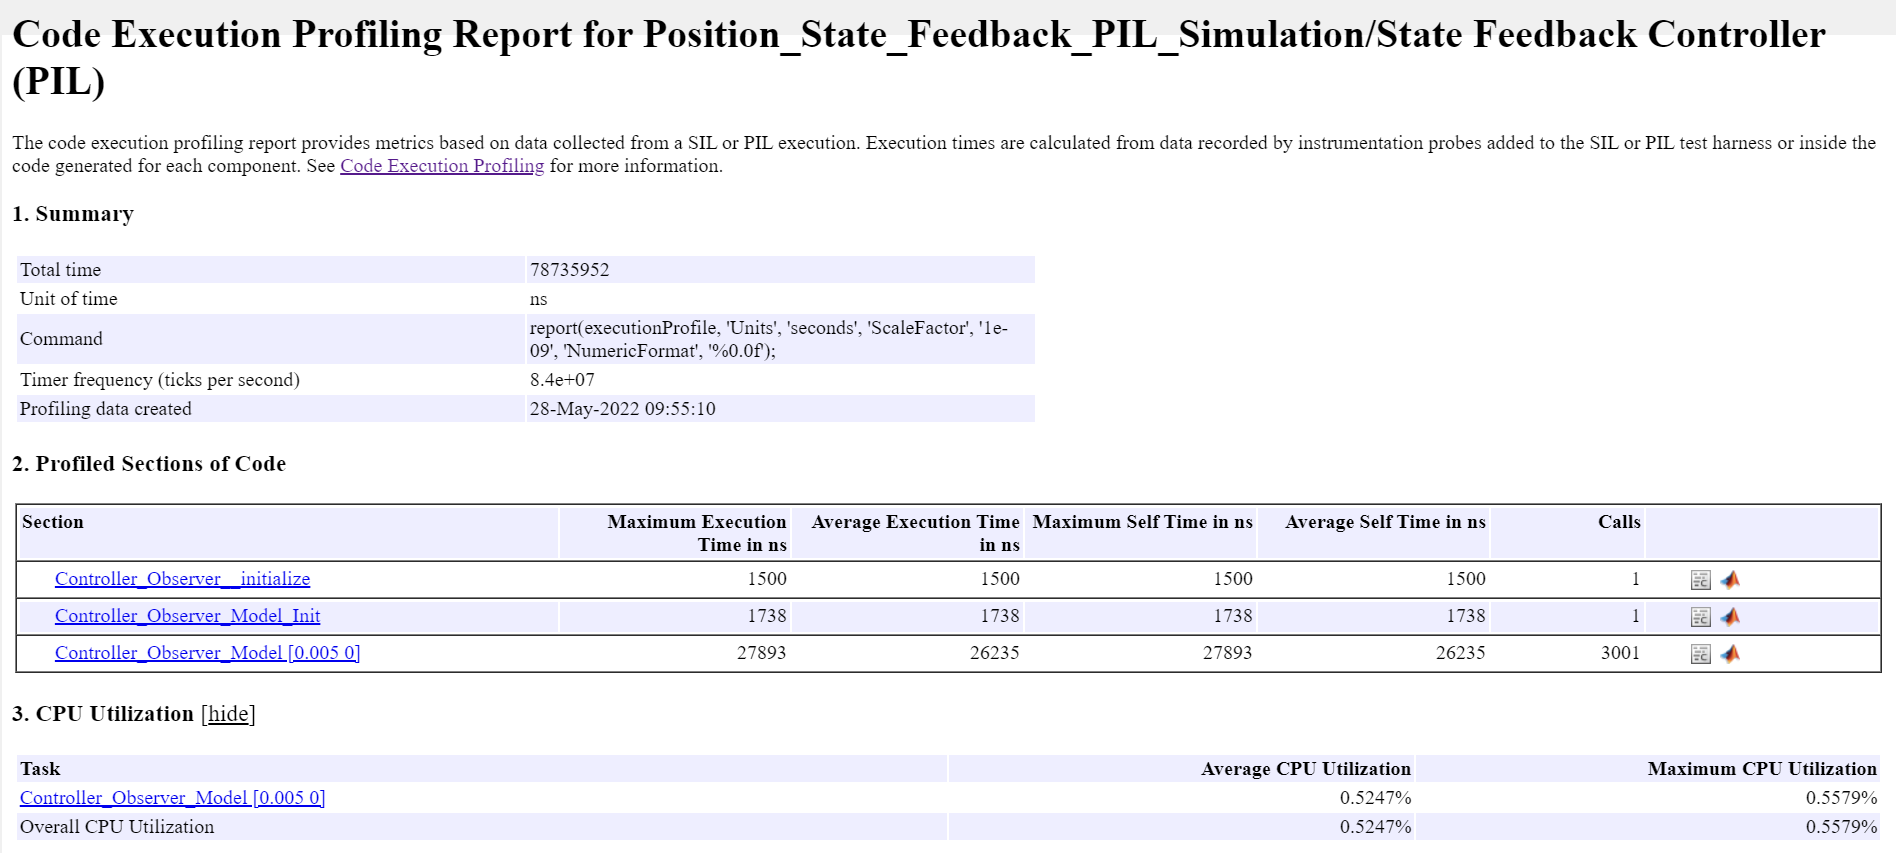 Code Execution Profiling Report for Position_State_Feedback_PIL_Simulation/State Feedback Controller
(PIL)
The code execution profiling report provides metrics based on data collected from a SIL or PIL execution. Execution times are calculated from data recorded by instrumentation probes added to the SIL or PIL test harness or inside the
code generated for each component. See Code Execution Profiling for more information.
1. Summary
Total time 78735952
Unit of time ns
Command report(executionProfile, 'Units', 'seconds', 'ScaleFactor', '1e-
09', 'NumericFormat', '%0.0f');
Timer frequency (ticks per second) 8.4e+07
Profiling data created 28-May-2022 09:55:10
2. Profiled Sections of Code
Section Maximum Execution Average Execution Time Maximum Self Time in ns Average Self Time in ns Calls
Time in ns in ns
Controller_Observer__initialize 1500 1500 1500 1500 1
Controller_Observer_Model_Init 1738 1738 1738 1738 1
Controller_Observer_Model [0.005 0] 27893 26235 27893 26235 3001
3. CPU Utilization [hide]
Task Average CPU Utilization Maximum CPU Utilization
Controller_Observer_Model [0.005 0] 0.5247% 0.5579%
Overall CPU Utilization 0.5247% 0.5579%